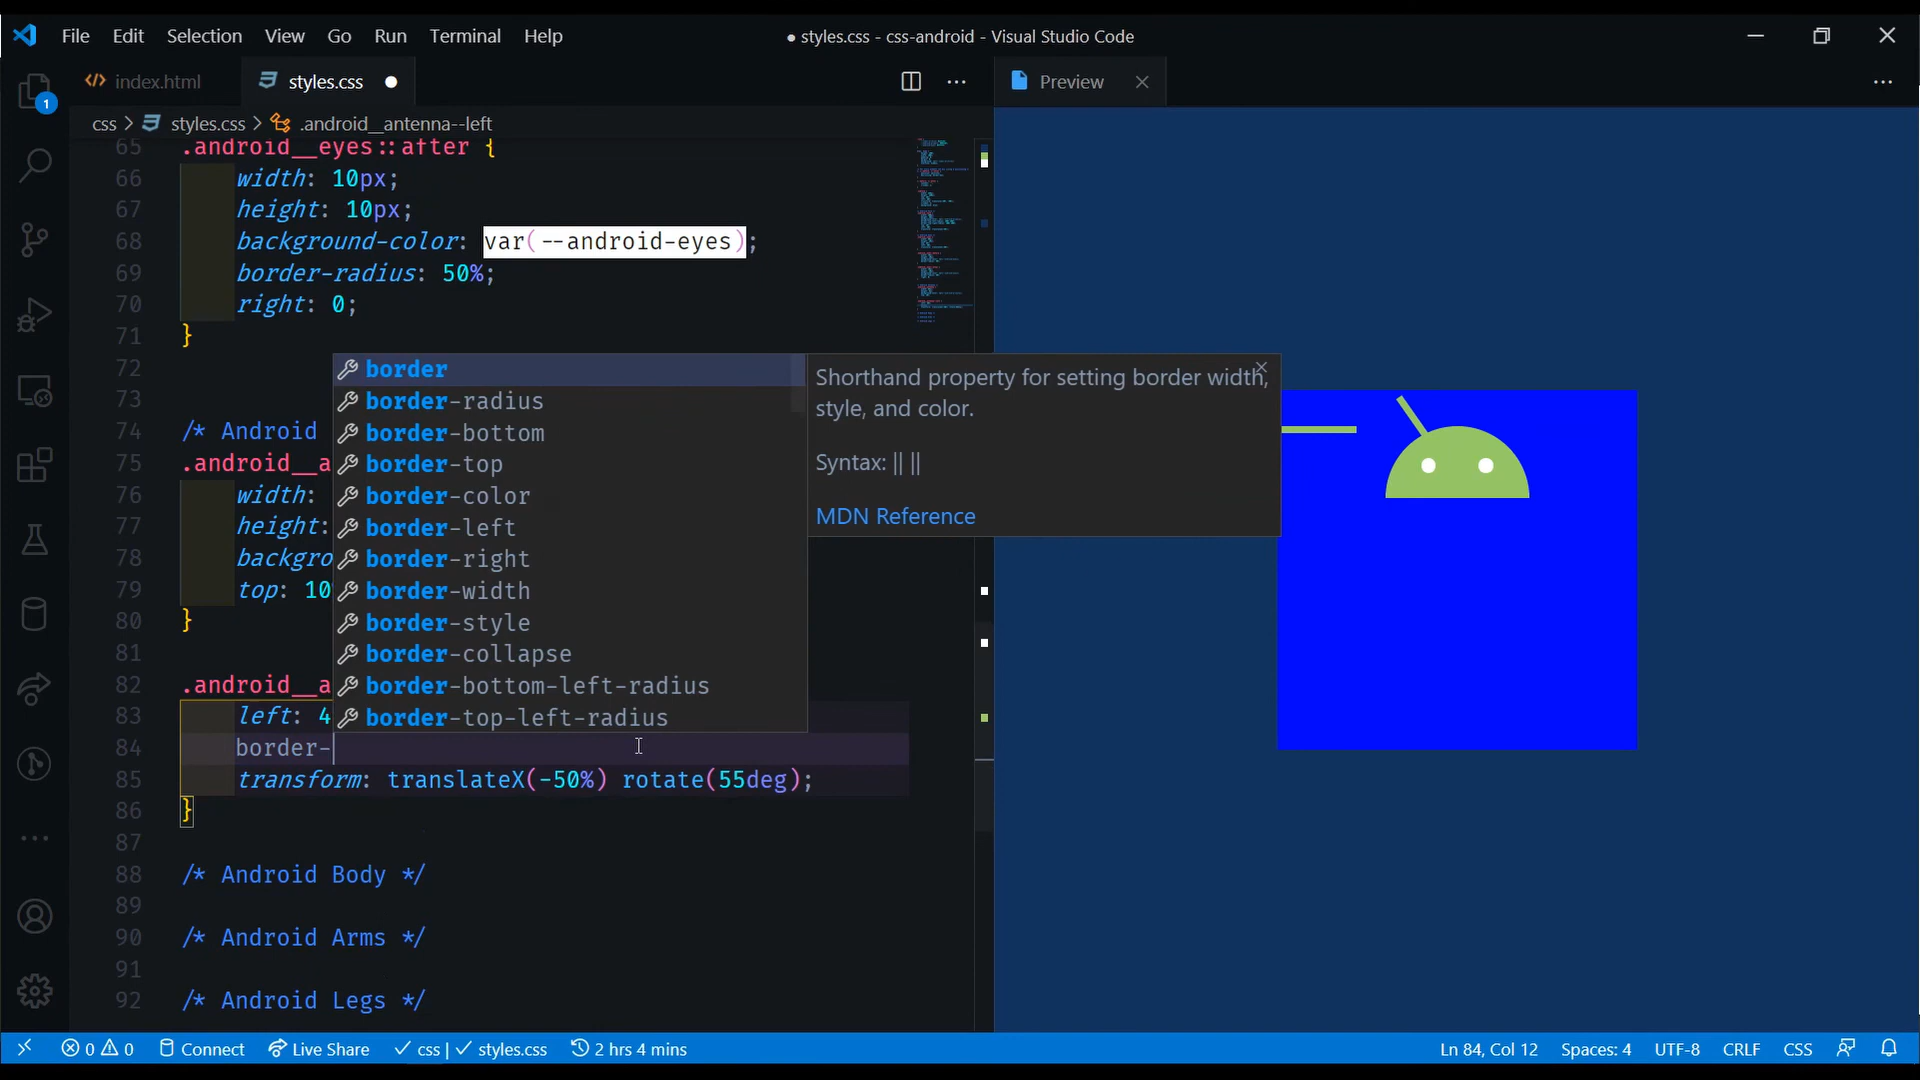 File Edit Selection View Go Run Terminal Help
● styles.css - css-android - Visual Studio Code
index.html
styles.css
Preview
css > styles.css > .android__antenna--left
1
65 .android__eyes::after {
66 width: 10px;
67 height: 10px;
68 background-color: var(--android-eyes);
69 border-radius: 50%;
70 right: 0;
71 }
72
73
74 /* Android
75 .android__a
76 width:
77 height:
78 backgro
79 top: 10
80 }
81
82 .android__a
83 left: 4
84 border-
85 transform: translateX(-50%) rotate(55deg);
86 }
87
88 /* Android Body */
89
90 /* Android Arms */
91
92 /* Android Legs */
border
border-radius
border-bottom
border-top
border-color
border-left
border-right
border-width
border-style
border-collapse
border-bottom-left-radius
border-top-left-radius
Shorthand property for setting border width,
style, and color.
Syntax: || ||
MDN Reference
0 0 Connect Live Share css | styles.css 2 hrs 4 mins
Ln 84, Col 12 Spaces: 4 UTF-8 CRLF CSS